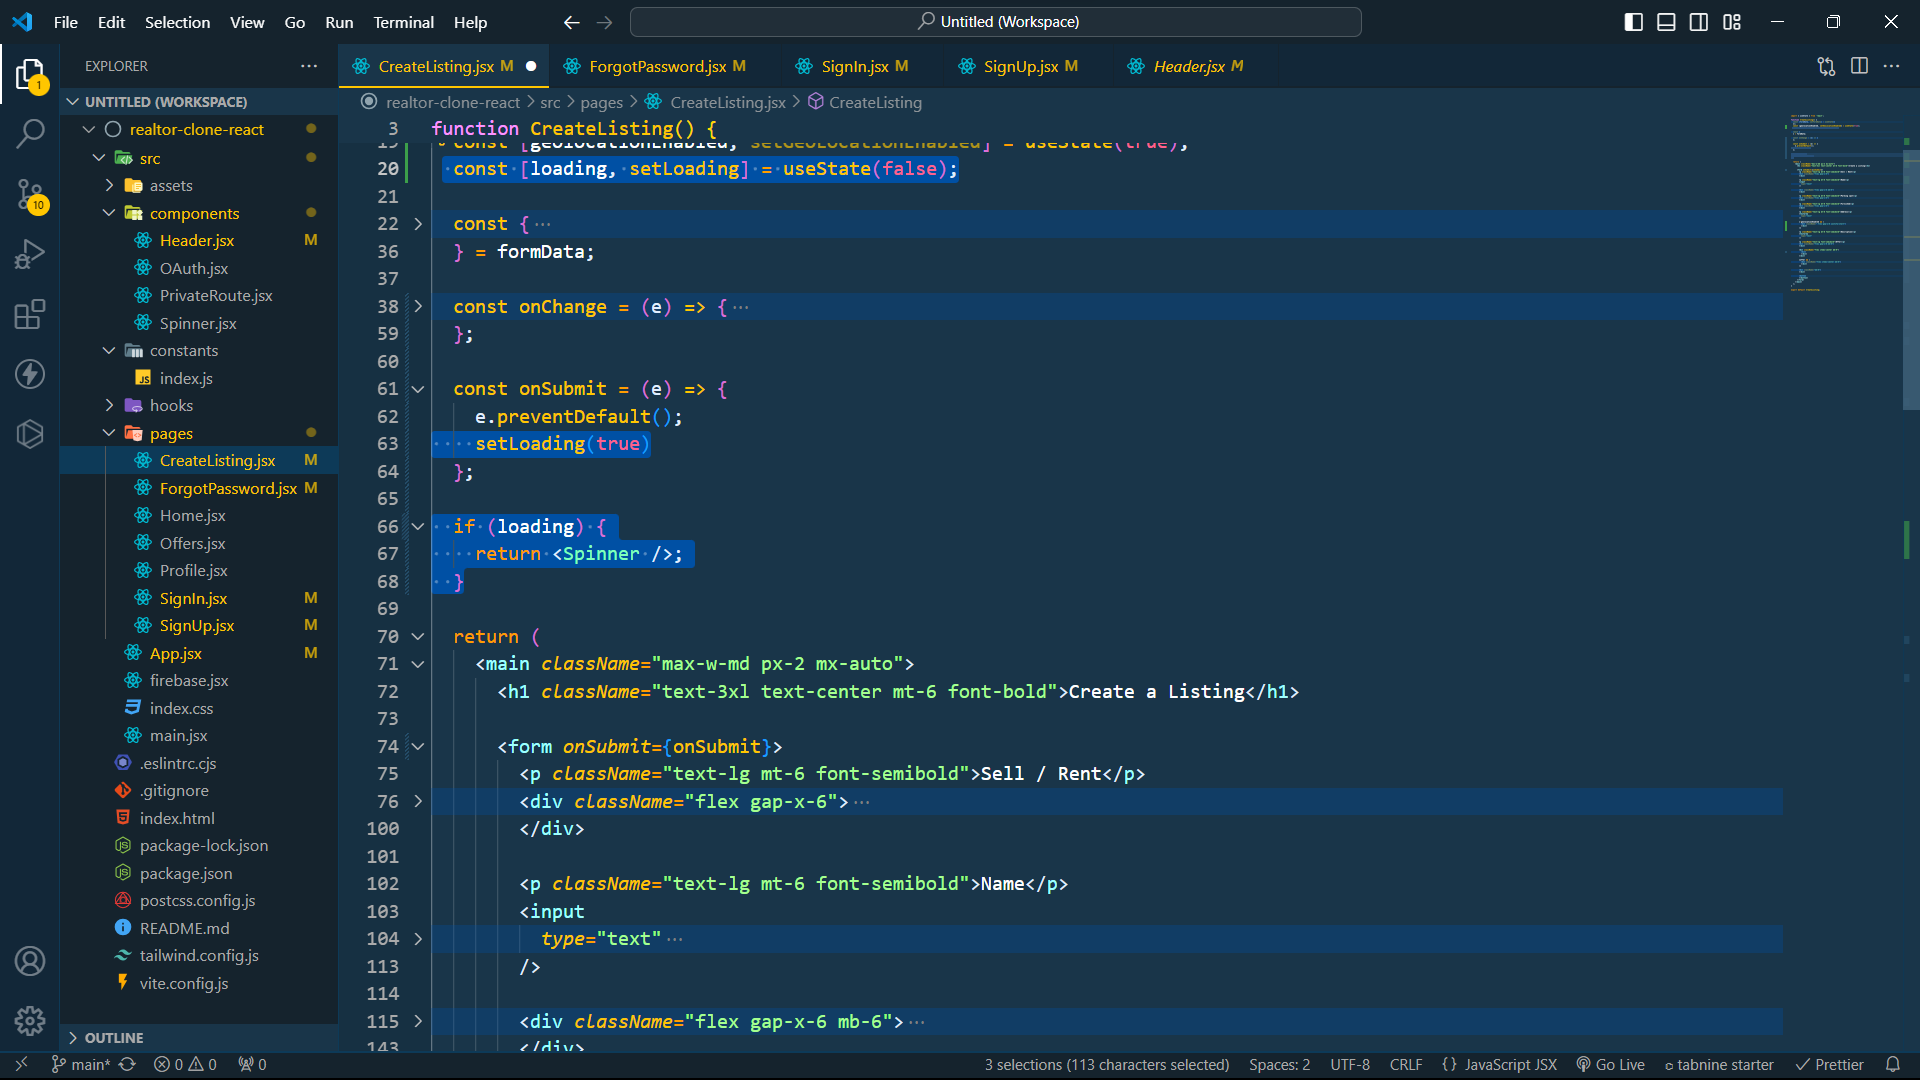 File Edit Selection View Go Run Terminal Help
Untitled (Workspace)
EXPLORER
CreateListing.jsx M
ForgotPassword.jsx M
SignIn.jsx M
SignUp.jsx M
Header.jsx M
UNTITLED (WORKSPACE)
realtor-clone-react
src
assets
components
Header.jsx M
OAuth.jsx
PrivateRoute.jsx
Spinner.jsx
constants
JS index.js
hooks
pages
CreateListing.jsx M
ForgotPassword.jsx M
Home.jsx
Offers.jsx
Profile.jsx
SignIn.jsx M
SignUp.jsx M
App.jsx M
firebase.jsx
index.css
main.jsx
.eslintrc.cjs
.gitignore
index.html
package-lock.json
package.json
postcss.config.js
README.md
tailwind.config.js
vite.config.js
OUTLINE
1
10
realtor-clone-react > src > pages > CreateListing.jsx > CreateListing
3 function CreateListing() {
19 const [geolocationEnabled, setGeoLocationEnabled] = useState(true);
20 const [loading, setLoading] = useState(false);
21
22 const {···
36 } = formData;
37
38 const onChange = (e) => {···
59 };
60
61 const onSubmit = (e) => {
62 e.preventDefault();
63 setLoading(true)
64 };
65
66 if (loading) {
67 return <Spinner />;
68 }
69
70 return (
71 <main className="max-w-md px-2 mx-auto">
72 <h1 className="text-3xl text-center mt-6 font-bold">Create a Listing</h1>
73
74 <form onSubmit={onSubmit}>
75 <p className="text-lg mt-6 font-semibold">Sell / Rent</p>
76 <div className="flex gap-x-6">···
100 </div>
101
102 <p className="text-lg mt-6 font-semibold">Name</p>
103 <input
104 type="text"···
113 />
114
115 <div className="flex gap-x-6 mb-6">···
143 </div>
main* 0 0 0
3 selections (113 characters selected) Spaces: 2 UTF-8 CRLF {} JavaScript JSX Go Live tabnine starter Prettier